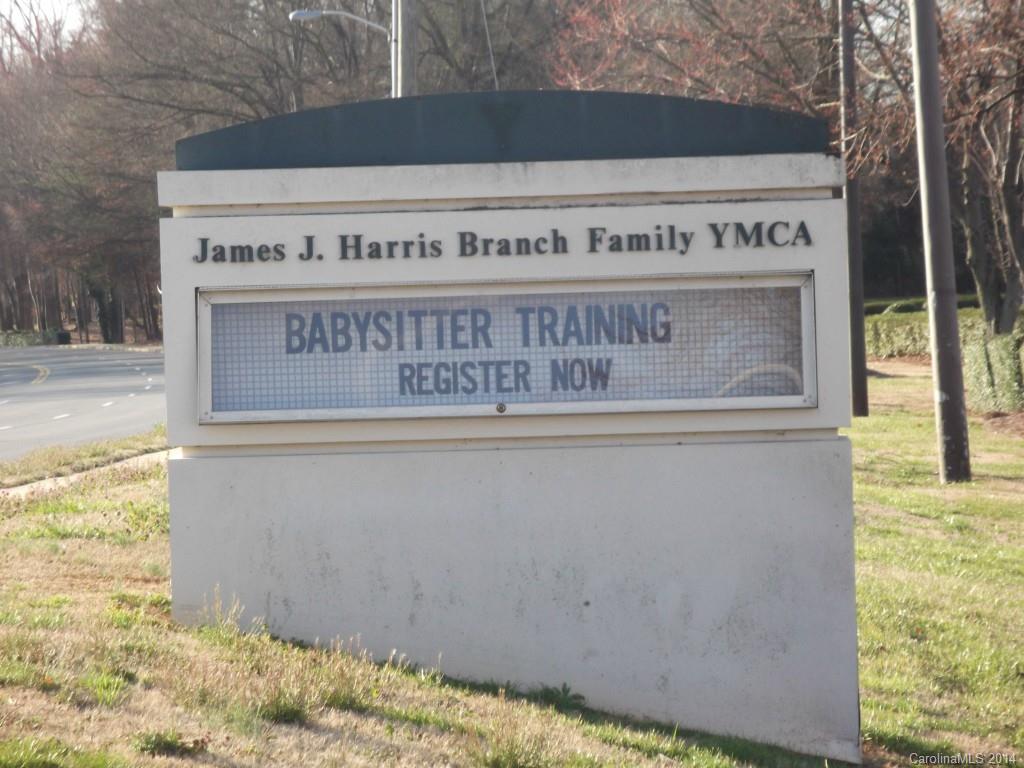 James J. Harris Branch Family YMCA
BABYSITTER TRAINING
REGISTER NOW
CarolinaMLS 2014